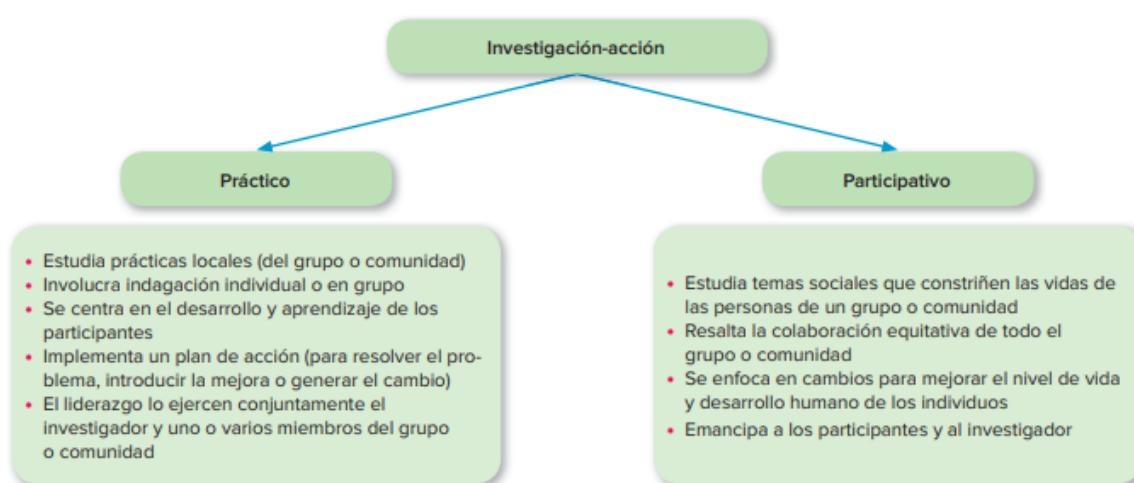 Investigación-acción
Práctico
Participativo
• Estudia prácticas locales (del grupo o comunidad)
• Involucra indagación individual o en grupo
• Se centra en el desarrollo y aprendizaje de los
participantes
• Implementa un plan de acción (para resolver el pro-
blema, introducir la mejora o generar el cambio)
• El liderazgo lo ejercen conjuntamente el
investigador y uno o varios miembros del grupo
o comunidad
• Estudia temas sociales que constriñen las vidas de
las personas de un grupo o comunidad
• Resalta la colaboración equitativa de todo el
grupo o comunidad
• Se enfoca en cambios para mejorar el nivel de vida
y desarrollo humano de los individuos
• Emancipa a los participantes y al investigador